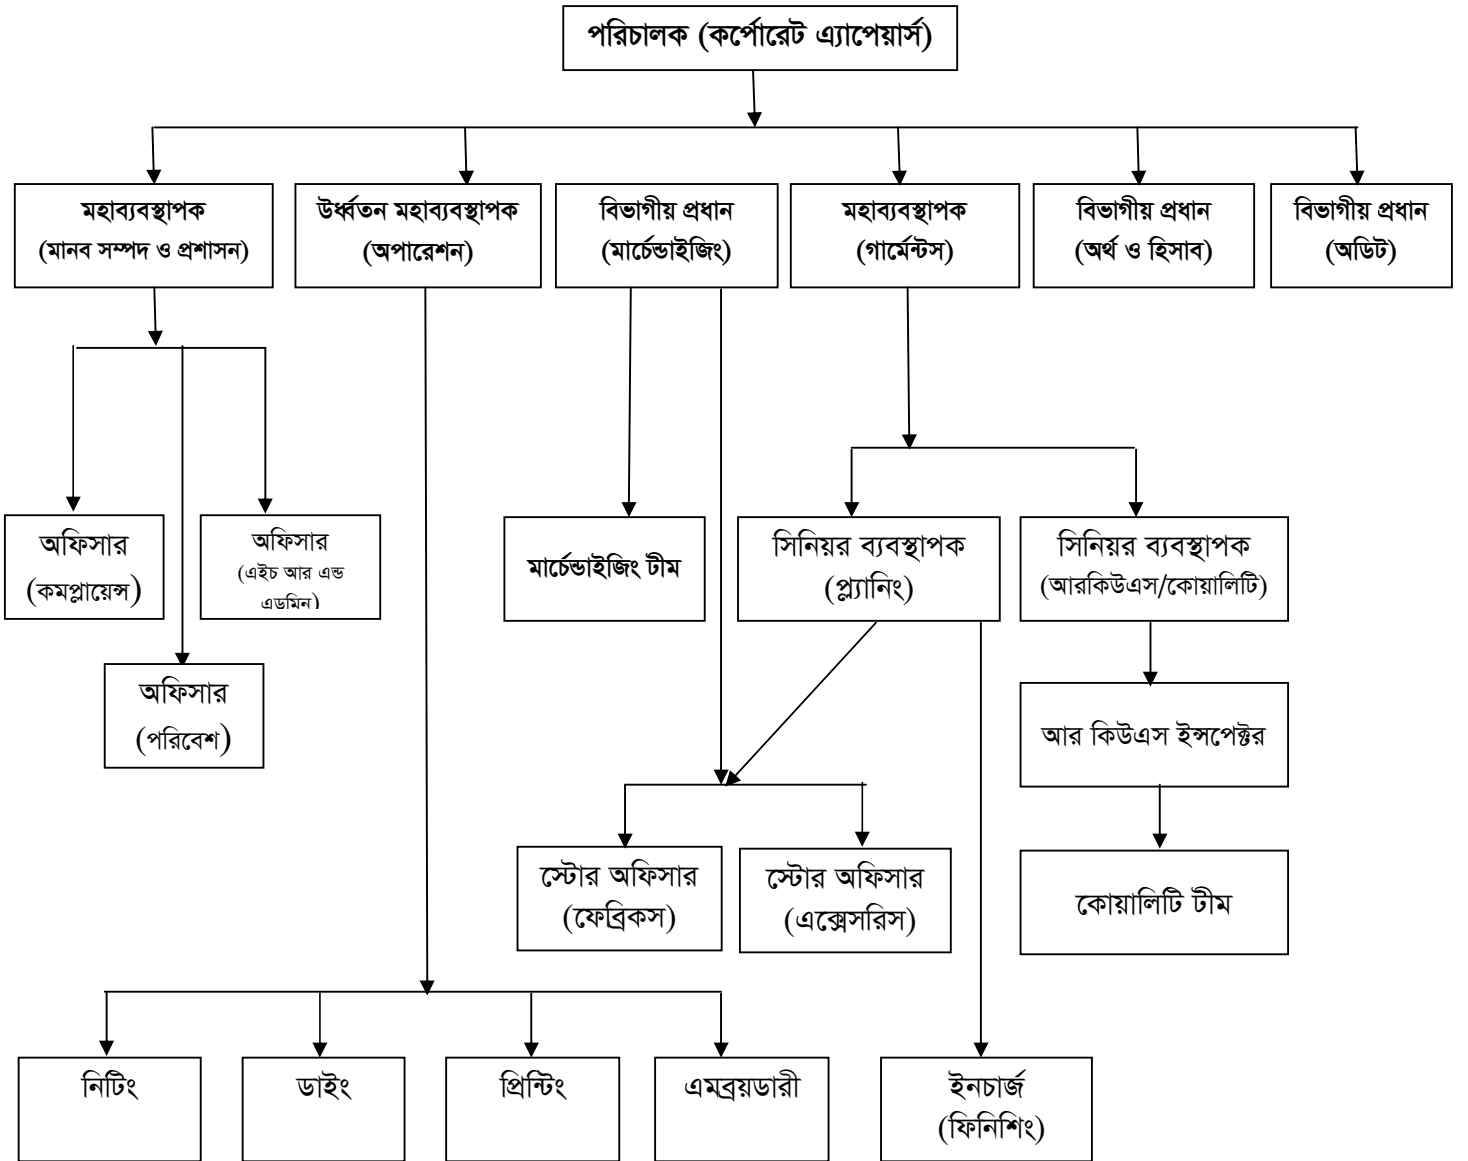 পরিচালক (কর্পোরেট এ্যাপেয়ার্স)
মহাব্যবস্থাপক
(মানব সম্পদ ও প্রশাসন)
উর্ধ্বতন মহাব্যবস্থাপক
(অপারেশন)
বিভাগীয় প্রধান
(মার্চেন্ডাইজিং)
মহাব্যবস্থাপক
(গার্মেন্টস)
বিভাগীয় প্রধান
(অর্থ ও হিসাব)
বিভাগীয় প্রধান
(অডিট)
অফিসার
(কমপ্লায়েন্স)
অফিসার
(এইচ আর এন্ড
এডমিন)
মার্চেন্ডাইজিং টীম
সিনিয়র ব্যবস্থাপক
(প্ল্যানিং)
সিনিয়র ব্যবস্থাপক
(আরকিউএস/কোয়ালিটি)
অফিসার
(পরিবেশ)
আর কিউএস ইন্সপেক্টর
স্টোর অফিসার
(ফেব্রিকস)
স্টোর অফিসার
(এক্সেসরিস)
কোয়ালিটি টীম
নিটিং
ডাইং
প্রিন্টিং
এমব্রয়ডারী
ইনচার্জ
(ফিনিশিং)